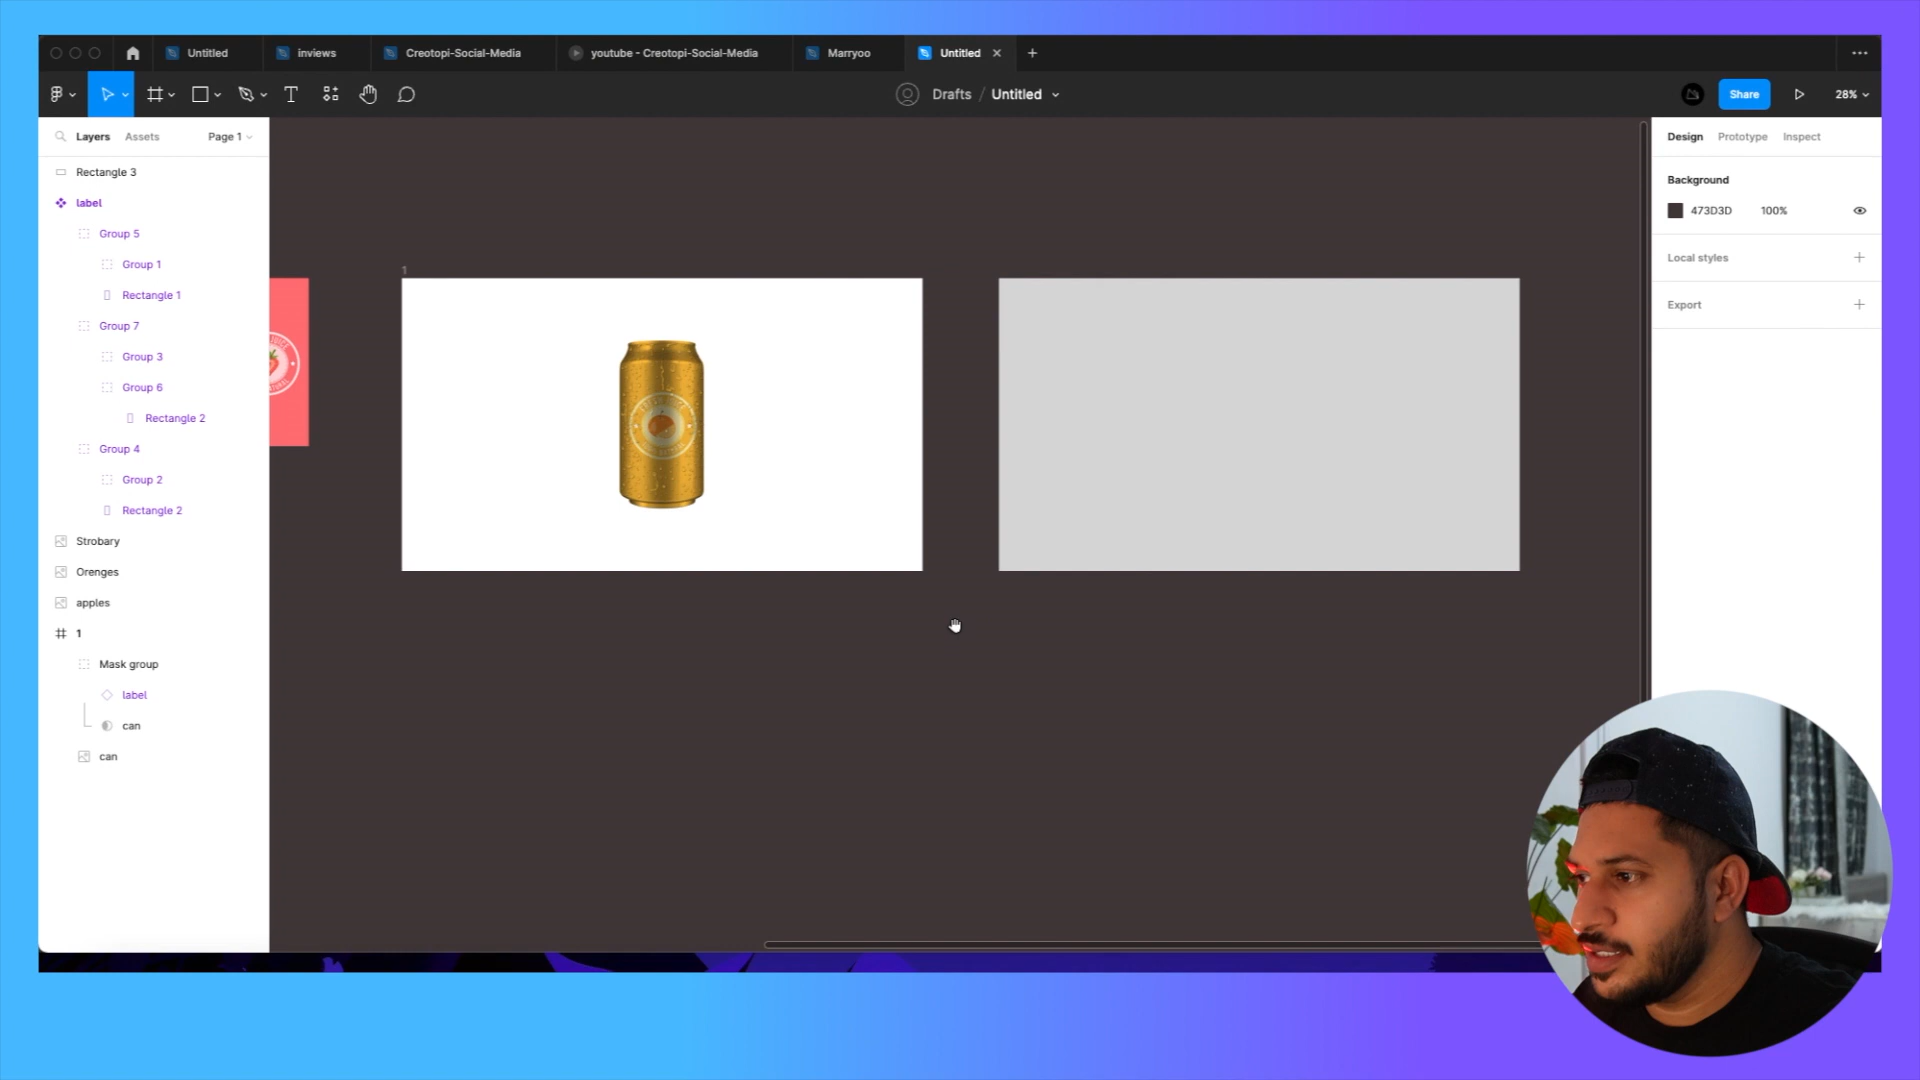 Untitled
inviews
Creotopi-Social-Media
youtube - Creotopi-Social-Media
Marryoo
Untitled
Drafts / Untitled
Share
28%
Layers
Assets
Page 1
Design
Prototype
Inspect
Rectangle 3
label
Group 5
Group 1
Rectangle 1
Group 7
Group 3
Group 6
Rectangle 2
Group 4
Group 2
Rectangle 2
Strobary
Orenges
apples
1
Mask group
label
can
can
1
Background
473D3D
100%
Local styles
Export